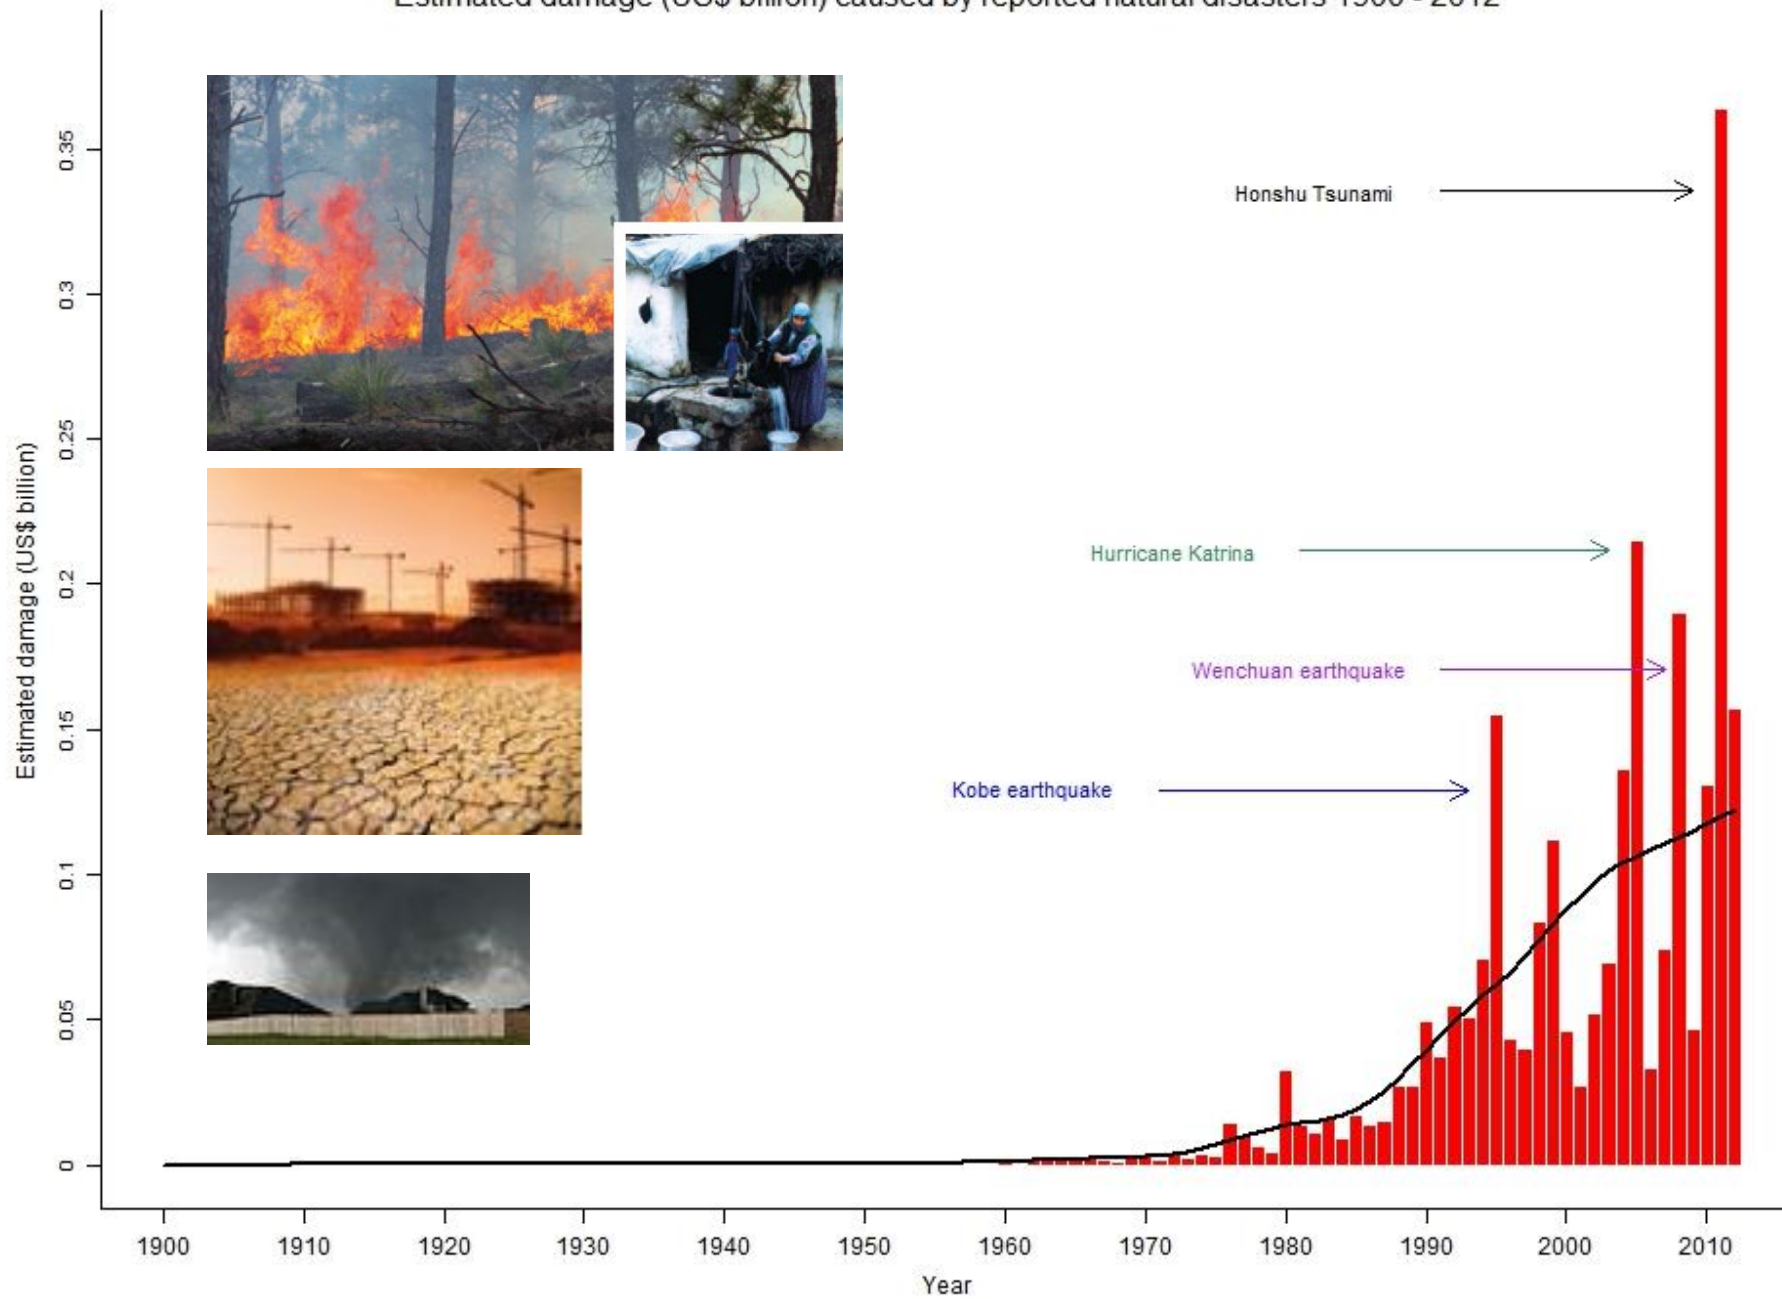 Estimated damage (US$ billion) caused by reported natural disasters 1900 - 2012
0.35
Honshu Tsunami
0.3
0.25
Estimated damage (US$ billion)
Hurricane Katrina
0.2
Wenchuan earthquake
0.15
Kobe earthquake
0.1
0.05
0
1900 1910 1920 1930 1940 1950 1960 1970 1980 1990 2000 2010
Year